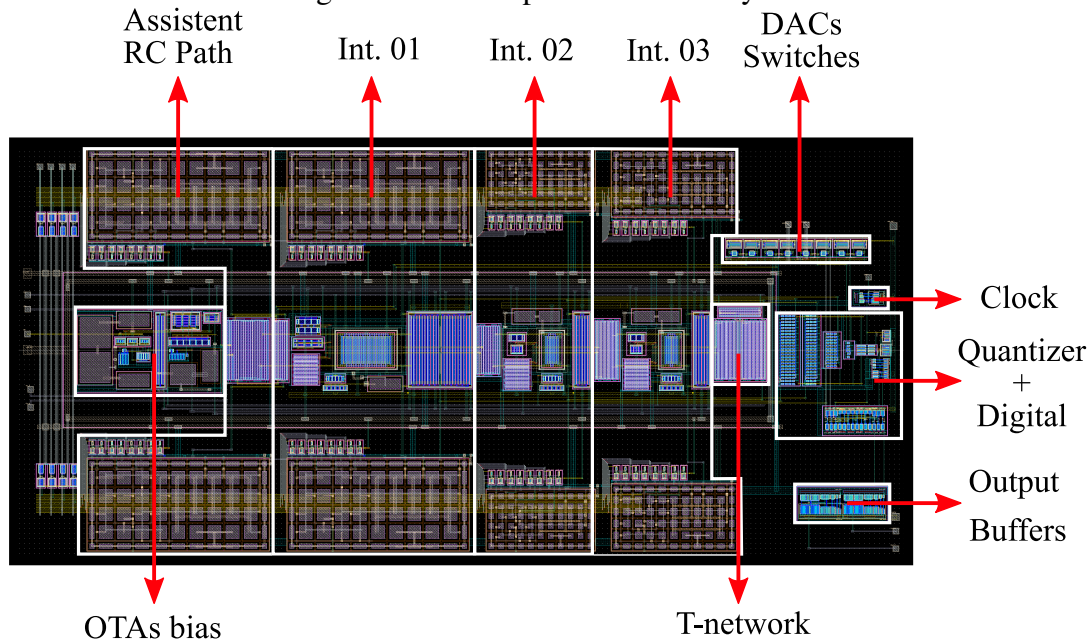 Assistent
RC Path
Int. 01
Int. 02
Int. 03
DACs
Switches
Clock
Quantizer
+
Digital
Output
Buffers
OTAs bias
T-network